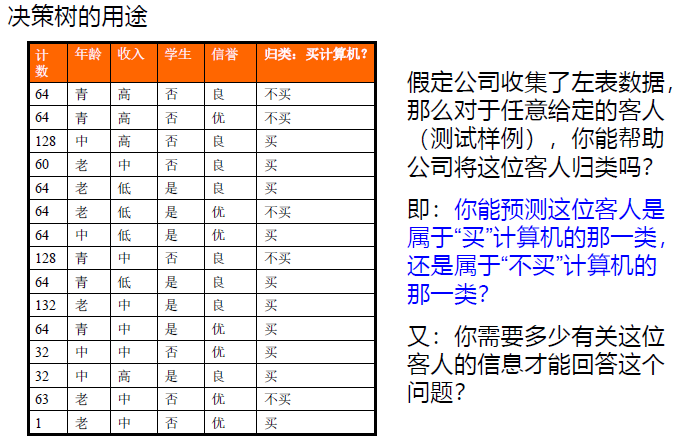 决策树的用途
计数 年龄 收入 学生 信誉 归类：买计算机？
64 青 高 否 良 不买
64 青 高 否 优 不买
128 中 高 否 良 买
60 老 中 否 良 买
64 老 低 是 良 买
64 老 低 是 优 不买
64 中 低 是 优 买
128 青 中 否 良 不买
64 青 低 是 良 买
132 老 中 是 良 买
64 青 中 是 优 买
32 中 中 否 优 买
32 中 高 是 良 买
63 老 中 否 优 不买
1 老 中 否 优 买
假定公司收集了左表数据，
那么对于任意给定的客人
（测试样例），你能帮助
公司将这位客人归类吗？
即：你能预测这位客人是
属于“买”计算机的那一类，
还是属于“不买”计算机的
那一类？
又：你需要多少有关这位
客人的信息才能回答这个
问题？